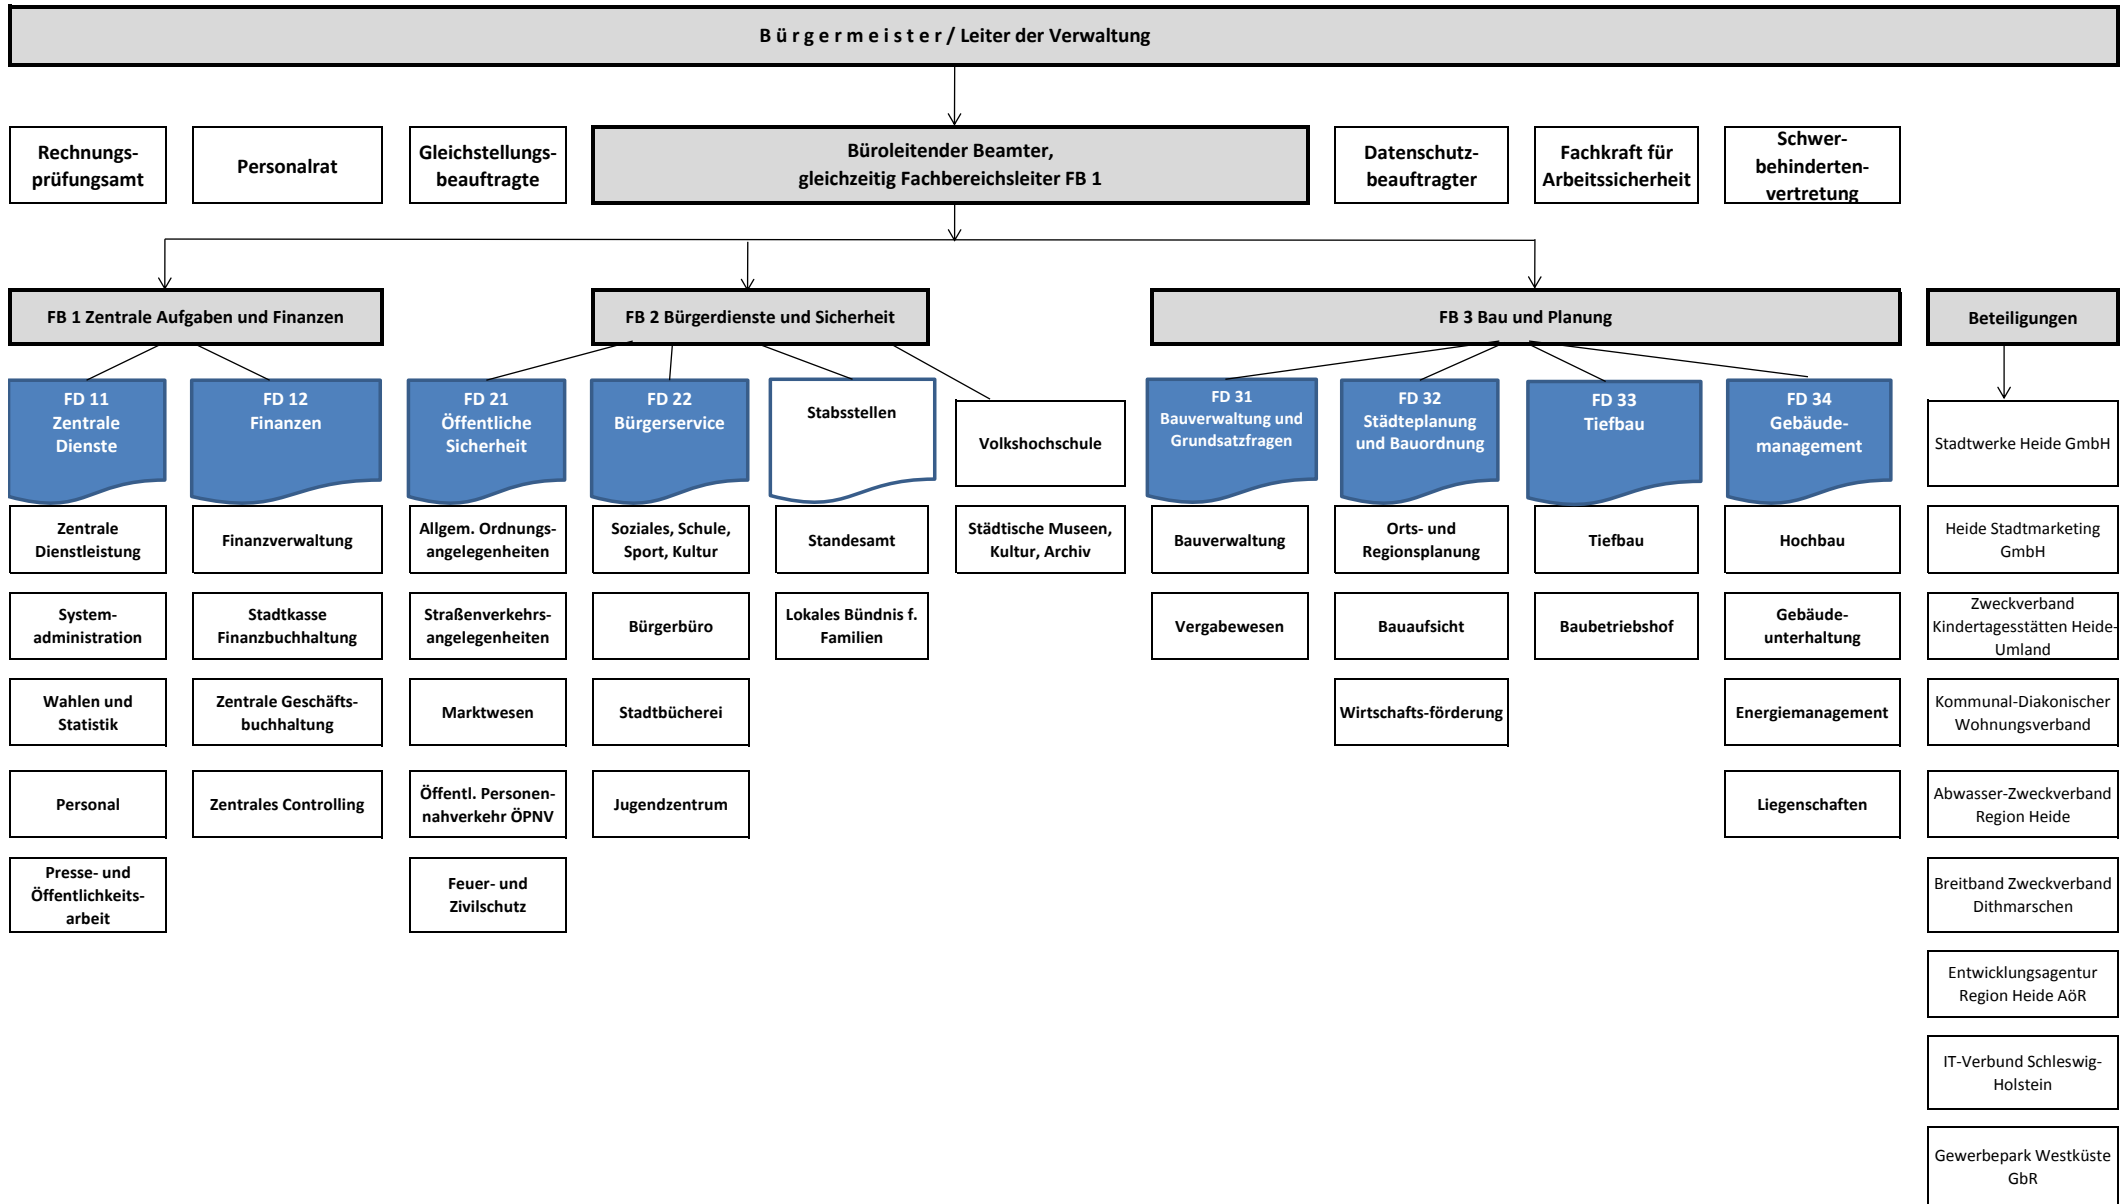 B ü r g e r m e i s t e r / Leiter der Verwaltung
Rechnungs-
prüfungsamt
Personalrat
Gleichstellungs-
beauftragte
Büroleitender Beamter,
gleichzeitig Fachbereichsleiter FB 1
Datenschutz-
beauftragter
Fachkraft für
Arbeitssicherheit
Schwer-
behinderten-
vertretung
FB 1 Zentrale Aufgaben und Finanzen
FB 2 Bürgerdienste und Sicherheit
FB 3 Bau und Planung
Beteiligungen
FD 11
Zentrale
Dienste
FD 12
Finanzen
FD 21
Öffentliche
Sicherheit
FD 22
Bürgerservice
Stabsstellen
Volkshochschule
FD 31
Bauverwaltung und
Grundsatzfragen
FD 32
Städteplanung
und Bauordnung
FD 33
Tiefbau
FD 34
Gebäude-
management
Stadtwerke Heide GmbH
Zentrale
Dienstleistung
Finanzverwaltung
Allgem. Ordnungs-
angelegenheiten
Soziales, Schule,
Sport, Kultur
Standesamt
Städtische Museen,
Kultur, Archiv
Bauverwaltung
Orts- und
Regionsplanung
Tiefbau
Hochbau
Heide Stadtmarketing
GmbH
System-
administration
Stadtkasse
Finanzbuchhaltung
Straßenverkehrs-
angelegenheiten
Bürgerbüro
Lokales Bündnis f.
Familien
Vergabewesen
Bauaufsicht
Baubetriebshof
Gebäude-
unterhaltung
Zweckverband
Kindertagesstätten Heide-
Umland
Wahlen und
Statistik
Zentrale Geschäfts-
buchhaltung
Marktwesen
Stadtbücherei
Wirtschafts-förderung
Energiemanagement
Kommunal-Diakonischer
Wohnungsverband
Personal
Zentrales Controlling
Öffentl. Personen-
nahverkehr ÖPNV
Jugendzentrum
Liegenschaften
Abwasser-Zweckverband
Region Heide
Presse- und
Öffentlichkeits-
arbeit
Feuer- und
Zivilschutz
Breitband Zweckverband
Dithmarschen
Entwicklungsagentur
Region Heide AöR
IT-Verbund Schleswig-
Holstein
Gewerbepark Westküste
GbR